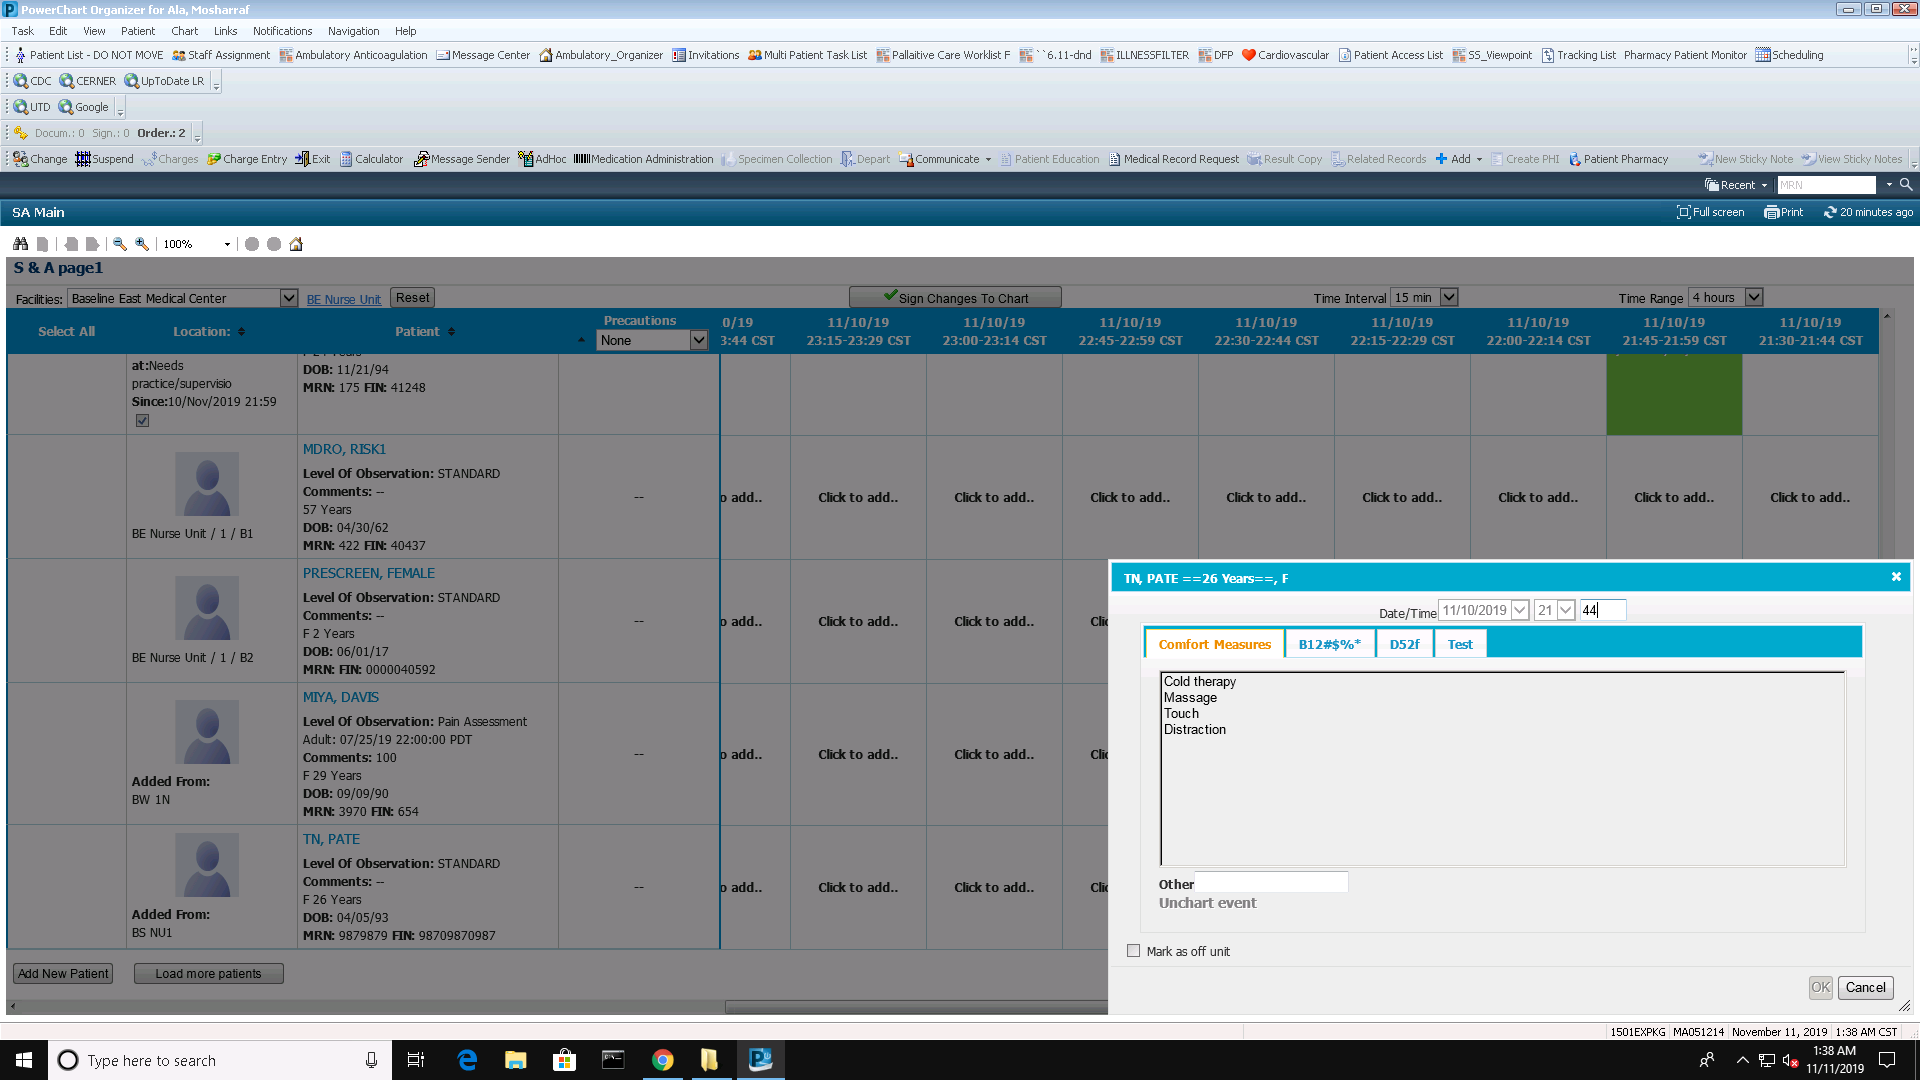 PowerChart Organizer for Ala, Mosharraf
Task Edit View Patient Chart Links Notifications Navigation Help
Patient List - DO NOT MOVE Staff Assignment Ambulatory Anticoagulation Message Center Ambulatory_Organizer Invitations Multi Patient Task List Pallaitive Care Worklist F ``6.11-dnd ILLNESSFILTER DFP Cardiovascular Patient Access List SS_Viewpoint Tracking List Pharmacy Patient Monitor Scheduling
CDC CERNER UpToDate LR
UTD Google
Docum.: 0 Sign.: 0 Order.: 2
Change Suspend Charges Charge Entry Exit Calculator Message Sender AdHoc Medication Administration Specimen Collection Depart Communicate Patient Education Medical Record Request Result Copy Related Records Add Create PHI Patient Pharmacy New Sticky Note View Sticky Notes
Recent MRN
SA Main Full screen Print 20 minutes ago
100%
S & A page1
Facilities: Baseline East Medical Center BE Nurse Unit Reset Sign Changes To Chart Time Interval 15 min Time Range 4 hours
Select All Location: Patient Precautions None
0/19 11/10/19 11/10/19 11/10/19 11/10/19 11/10/19 11/10/19 11/10/19 11/10/19
3:44 CST 23:15-23:29 CST 23:00-23:14 CST 22:45-22:59 CST 22:30-22:44 CST 22:15-22:29 CST 22:00-22:14 CST 21:45-21:59 CST 21:30-21:44 CST
at:Needs
practice/supervisio
Since:10/Nov/2019 21:59
DOB: 11/21/94
MRN: 175 FIN: 41248
BE Nurse Unit / 1 / B1
MDRO, RISK1
Level Of Observation: STANDARD
Comments: --
57 Years
DOB: 04/30/62
MRN: 422 FIN: 40437
--
o add.. Click to add.. Click to add.. Click to add.. Click to add.. Click to add.. Click to add.. Click to add.. Click to add..
BE Nurse Unit / 1 / B2
PRESCREEN, FEMALE
Level Of Observation: STANDARD
Comments: --
F 2 Years
DOB: 06/01/17
MRN: FIN: 0000040592
--
o add.. Click to add.. Click to add.. Clic
Added From:
BW 1N
MIYA, DAVIS
Level Of Observation: Pain Assessment
Adult: 07/25/19 22:00:00 PDT
Comments: 100
F 29 Years
DOB: 09/09/90
MRN: 3970 FIN: 654
--
o add.. Click to add.. Click to add.. Clic
Added From:
BS NU1
TN, PATE
Level Of Observation: STANDARD
Comments: --
F 26 Years
DOB: 04/05/93
MRN: 9879879 FIN: 98709870987
--
o add.. Click to add.. Click to add.. Clic
Add New Patient Load more patients
TN, PATE ==26 Years==, F
Date/Time 11/10/2019 21 44
Comfort Measures B12#$%* D52f Test
Cold therapy
Massage
Touch
Distraction
Other
Unchart event
Mark as off unit
OK Cancel
1501EXPKG MA051214 November 11, 2019 1:38 AM CST
Type here to search
1:38 AM
11/11/2019